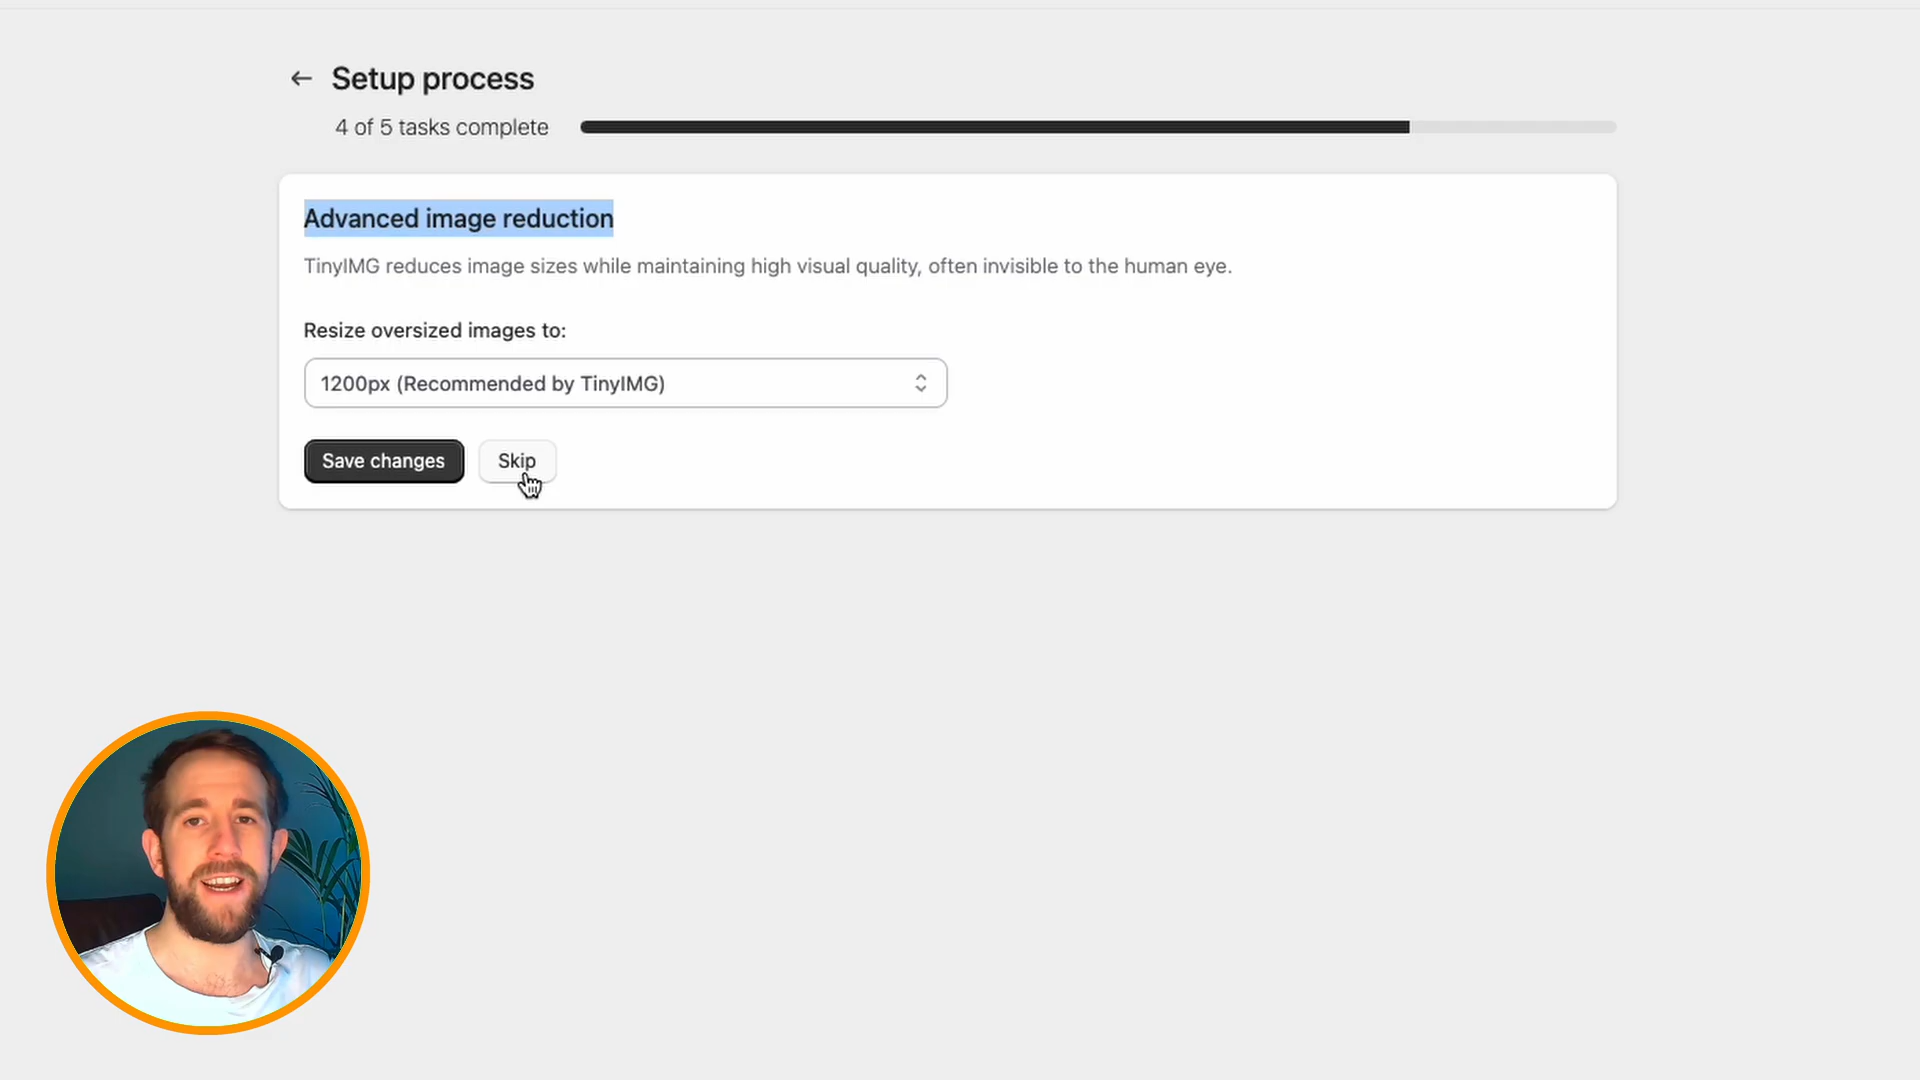 Setup process
4 of 5 tasks complete
Advanced image reduction
TinyIMG reduces image sizes while maintaining high visual quality, often invisible to the human eye.
Resize oversized images to:
1200px (Recommended by TinyIMG)
Save changes
Skip